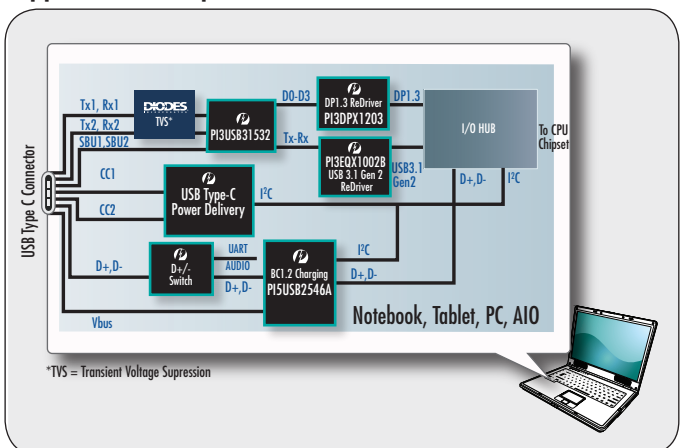 Tx1, Rx1
Tx2, Rx2
SBU1,SBU2
DIODES
TVS*
PI3USB31532
D0-D3
DP1.3 ReDriver
PI3DPX1203
DP1.3
Tx-Rx
PI3EQX1002B
USB 3.1 Gen 2
ReDriver
USB3.1
Gen2
I/O HUB
To CPU
Chipset
D+,D-
I²C
USB Type C Connector
CC1
CC2
USB Type-C
Power Delivery
I²C
D+,D-
D+/-
Switch
UART
AUDIO
D+,D-
BC1.2 Charging
PI5USB2546A
I²C
D+,D-
Vbus
Notebook, Tablet, PC, AIO
*TVS = Transient Voltage Supression